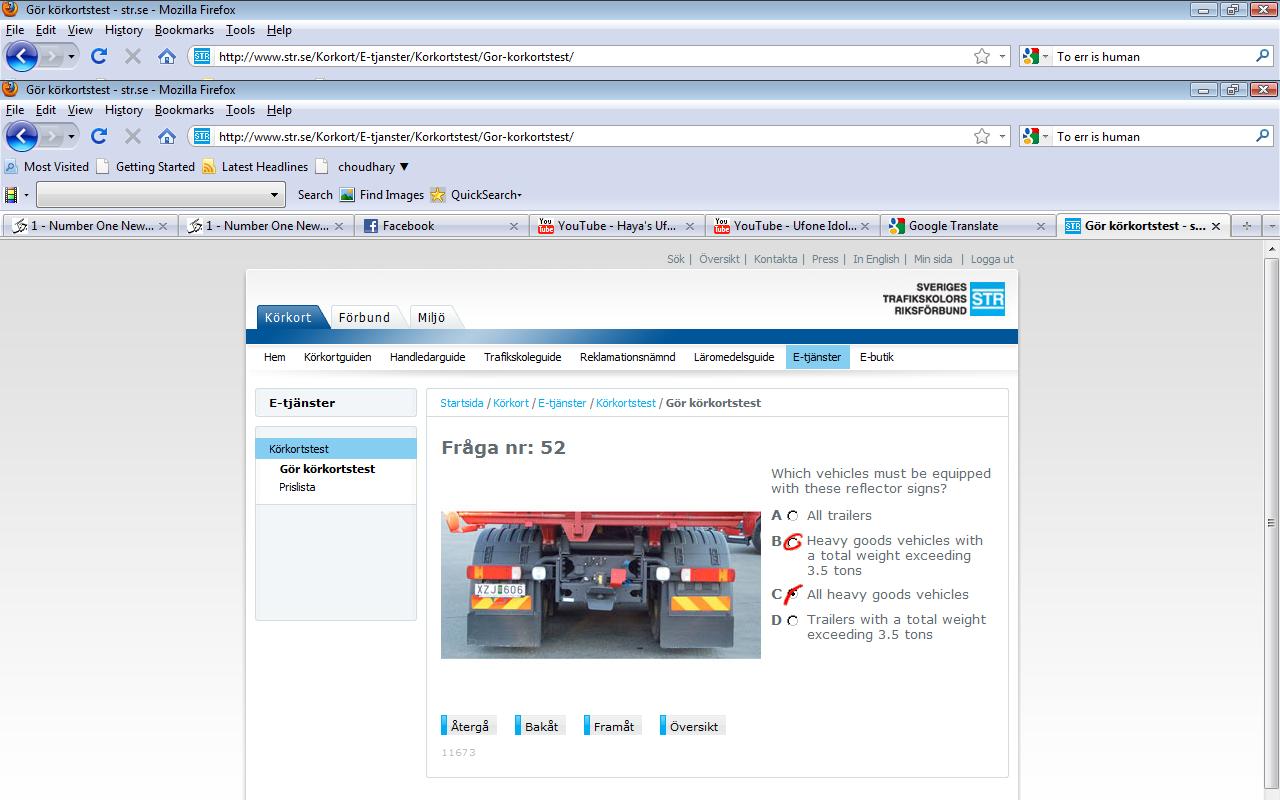 Gör körkortstest - str.se - Mozilla Firefox
File Edit View History Bookmarks Tools Help
http://www.str.se/Korkort/E-tjanster/Korkortstest/Gor-korkortstest/ To err is human
Gör körkortstest - str.se - Mozilla Firefox
File Edit View History Bookmarks Tools Help
STR http://www.str.se/Korkort/E-tjanster/Korkortstest/Gor-korkortstest/ To err is human
Most Visited Getting Started Latest Headlines choudhary
Search Find Images QuickSearch
1 - Number One New... 1 - Number One New... Facebook You Tube YouTube - Haya's Uf... You Tube YouTube - Ufone Idol... Google Translate STR Gör körkortstest - s...
Sök | Översikt | Kontakta | Press | In English | Min sida | Logga ut
SVERIGES
TRAFIKSKOLORS STR
RIKSFÖRBUND
Körkort Förbund Miljö
Hem Körkortguiden Handledarguide Trafikskoleguide Reklamationsnämnd Läromedelsguide E-tjänster E-butik
E-tjänster
Startsida / Körkort / E-tjänster / Körkortstest / Gör körkortstest
Körkortstest
Gör körkortstest
Prislista
Fråga nr: 52
Which vehicles must be equipped
with these reflector signs?
A All trailers
B Heavy goods vehicles with
a total weight exceeding
3.5 tons
C All heavy goods vehicles
D Trailers with a total weight
exceeding 3.5 tons
XZJ 606
Återgå Bakåt Framåt Översikt
11673